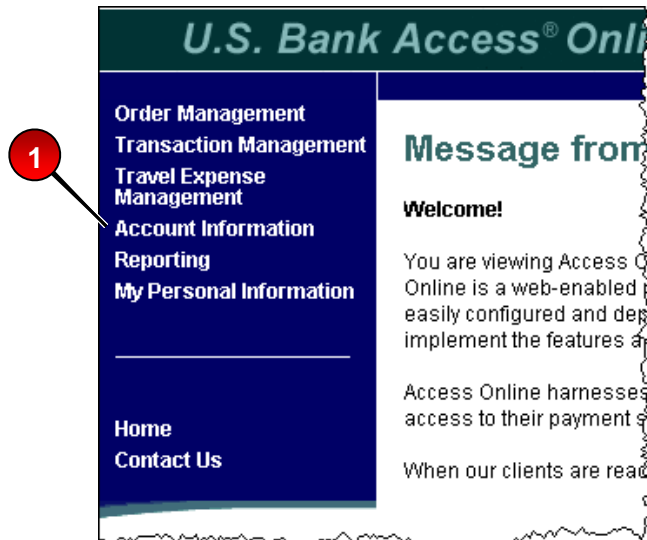 U.S. Bank Access® Onli
Order Management
Transaction Management
Travel Expense
Management
Account Information
Reporting
My Personal Information
Home
Contact Us
1
Message from
Welcome!
You are viewing Access
Online is a web-enabled
easily configured and dep
implement the features a
Access Online harnesses
access to their payment s
When our clients are read